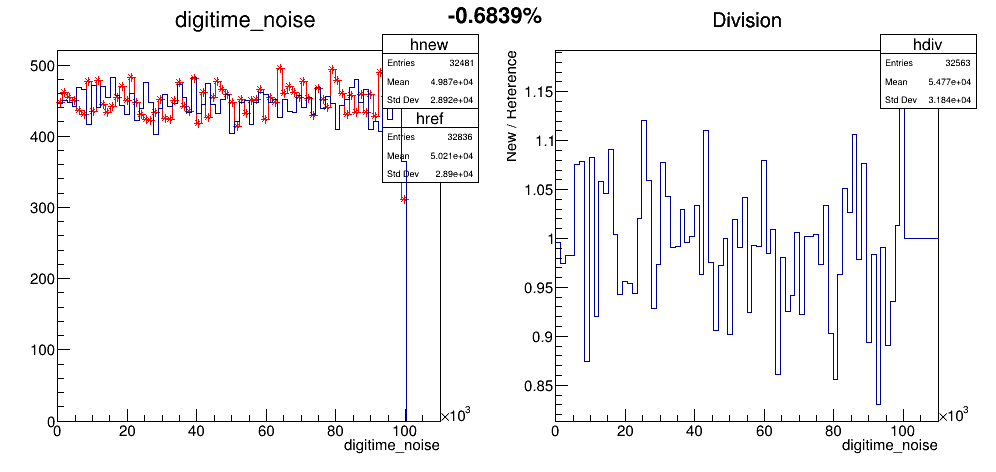 digitime_noise
-0.6839%
Division
hnew
Entries 32481
Mean 4.987e+04
Std Dev 2.892e+04
href
Entries 32836
Mean 5.021e+04
Std Dev 2.89e+04
500
400
300
200
100
0
0 20 40 60 80 100
×10³
digitime_noise
hdiv
Entries 32563
Mean 5.477e+04
Std Dev 3.184e+04
New / Reference
1.15
1.1
1.05
1
0.95
0.9
0.85
0 20 40 60 80 100
×10³
digitime_noise